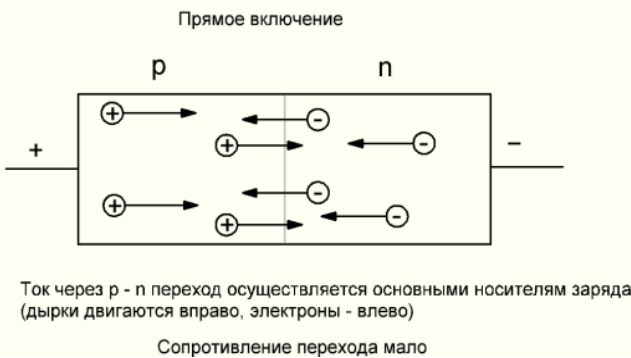 Прямое включение
p n
+ −
+ −
+ −
+ −
+ −
Ток через p - n переход осуществляется основными носителям заряда
(дырки двигаются вправо, электроны - влево)
Сопротивление перехода мало